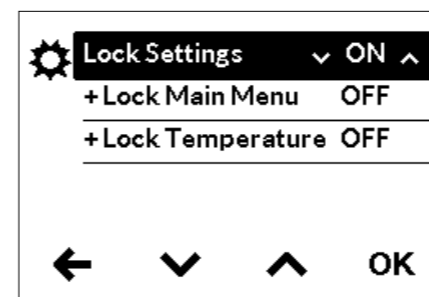 Lock Settings ON
+Lock Main Menu OFF
+Lock Temperature OFF
OK